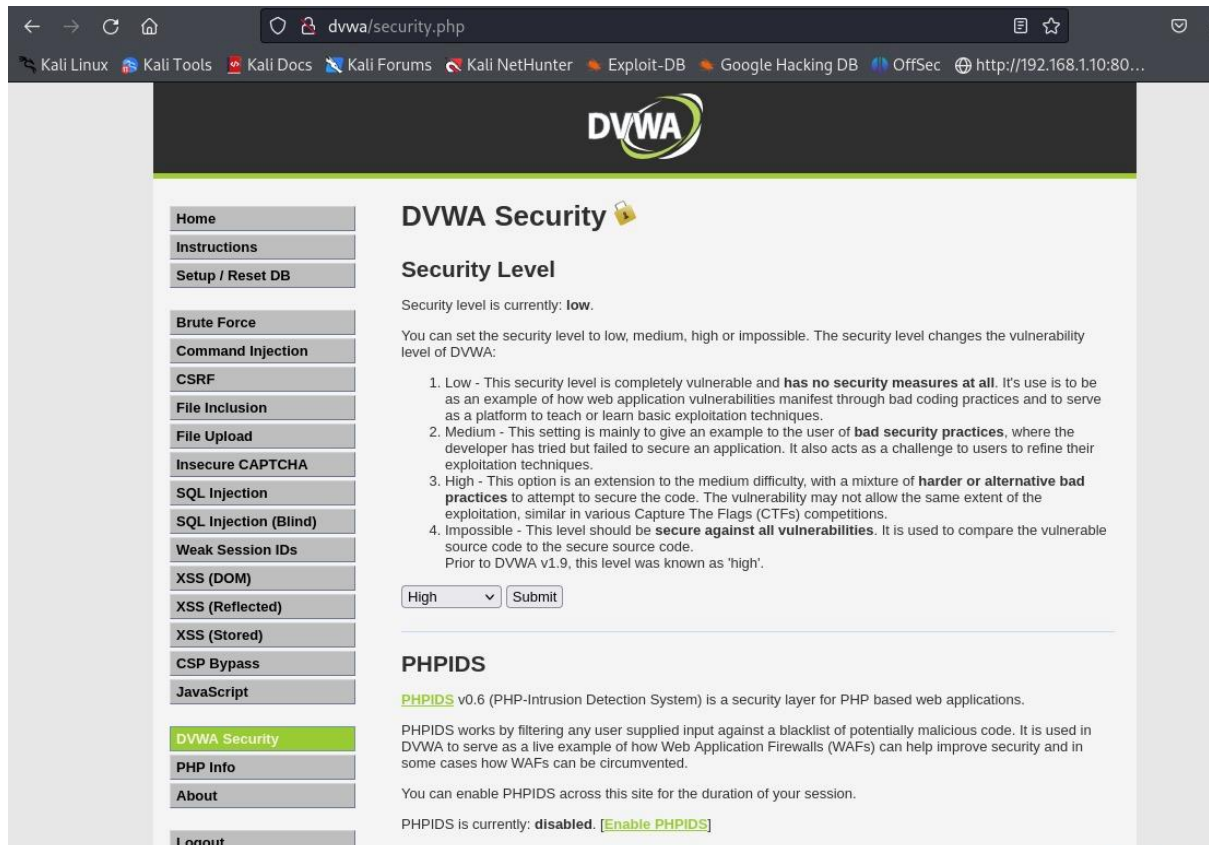 dvwa/security.php
Kali Linux Kali Tools Kali Docs Kali Forums Kali NetHunter Exploit-DB Google Hacking DB OffSec http://192.168.1.10:80…
DVWA
Home
Instructions
Setup / Reset DB
Brute Force
Command Injection
CSRF
File Inclusion
File Upload
Insecure CAPTCHA
SQL Injection
SQL Injection (Blind)
Weak Session IDs
XSS (DOM)
XSS (Reflected)
XSS (Stored)
CSP Bypass
JavaScript
DVWA Security
PHP Info
About
Logout
DVWA Security
Security Level
Security level is currently: low.
You can set the security level to low, medium, high or impossible. The security level changes the vulnerability
level of DVWA:
1. Low - This security level is completely vulnerable and has no security measures at all. It's use is to be
as an example of how web application vulnerabilities manifest through bad coding practices and to serve
as a platform to teach or learn basic exploitation techniques.
2. Medium - This setting is mainly to give an example to the user of bad security practices, where the
developer has tried but failed to secure an application. It also acts as a challenge to users to refine their
exploitation techniques.
3. High - This option is an extension to the medium difficulty, with a mixture of harder or alternative bad
practices to attempt to secure the code. The vulnerability may not allow the same extent of the
exploitation, similar in various Capture The Flags (CTFs) competitions.
4. Impossible - This level should be secure against all vulnerabilities. It is used to compare the vulnerable
source code to the secure source code.
Prior to DVWA v1.9, this level was known as 'high'.
High Submit
PHPIDS
PHPIDS v0.6 (PHP-Intrusion Detection System) is a security layer for PHP based web applications.
PHPIDS works by filtering any user supplied input against a blacklist of potentially malicious code. It is used in
DVWA to serve as a live example of how Web Application Firewalls (WAFs) can help improve security and in
some cases how WAFs can be circumvented.
You can enable PHPIDS across this site for the duration of your session.
PHPIDS is currently: disabled. [Enable PHPIDS]